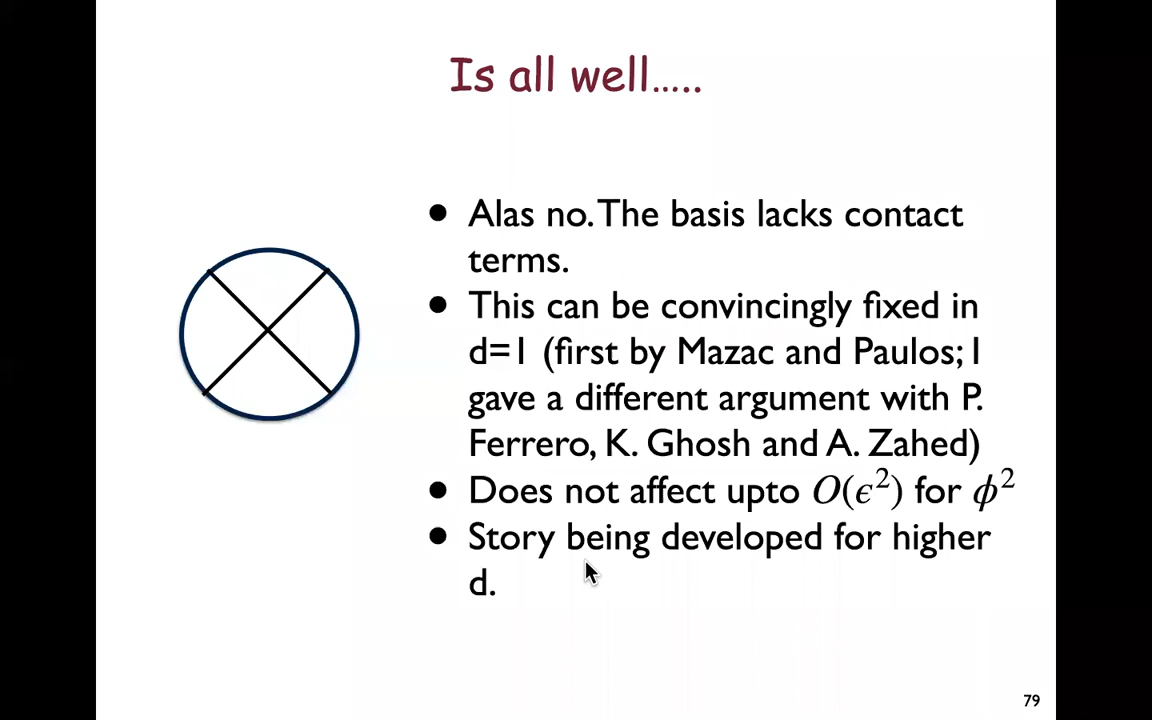 Is all well…..
• Alas no. The basis lacks contact
terms.
• This can be convincingly fixed in
d=1 (first by Mazac and Paulos; I
gave a different argument with P.
Ferrero, K. Ghosh and A. Zahed)
• Does not affect upto O(ϵ²) for ϕ²
• Story being developed for higher
d.
79